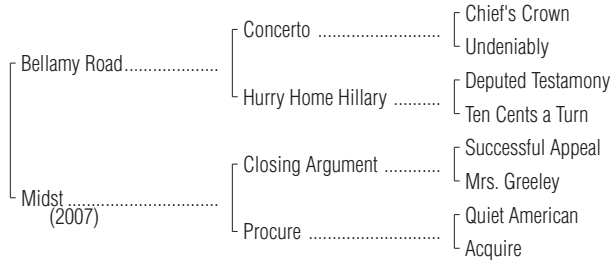 Chief's Crown
Concerto ..............................
Undeniably
Bellamy Road.......................
Deputed Testamony
Hurry Home Hillary ...........
Ten Cents a Turn
Successful Appeal
Closing Argument .............
Mrs. Greeley
Midst .....................................
(2007)
Quiet American
Procure ................................
Acquire